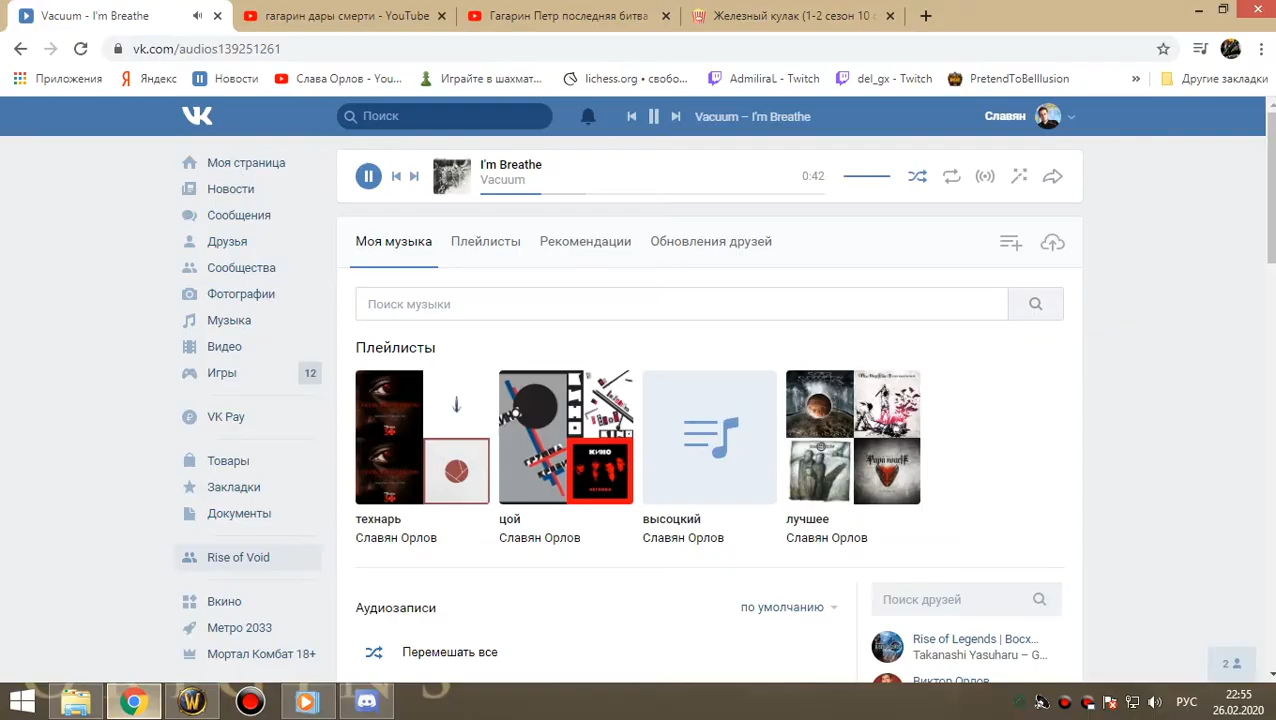 Vacuum - I'm Breathe
гагарин дары смерти - YouTube
Гагарин Петр последняя битва
Железный кулак (1-2 сезон 10 с
vk.com/audios139251261
Приложения
Яндекс
Новости
Слава Орлов - You...
Играйте в шахмат...
lichess.org • свобо...
AdmiralL - Twitch
del_gx - Twitch
PretendToBeIllusion
»
Другие закладки
Поиск
Vacuum – I'm Breathe
Славян
Моя страница
Новости
Сообщения
Друзья
Сообщества
Фотографии
Музыка
Видео
Игры 12
VK Pay
Товары
Закладки
Документы
Rise of Void
Вкино
Метро 2033
Мортал Комбат 18+
I'm Breathe
Vacuum
0:42
Моя музыка
Плейлисты
Рекомендации
Обновления друзей
Поиск музыки
Плейлисты
КИНО
технарь
Славян Орлов
цой
Славян Орлов
высоцкий
Славян Орлов
лучшее
Славян Орлов
Аудиозаписи
по умолчанию
Перемешать все
Поиск друзей
Rise of Legends | Восх...
Takanashi Yasuharu – G...
Виктор Орлов
2
РУС
22:55
26.02.2020